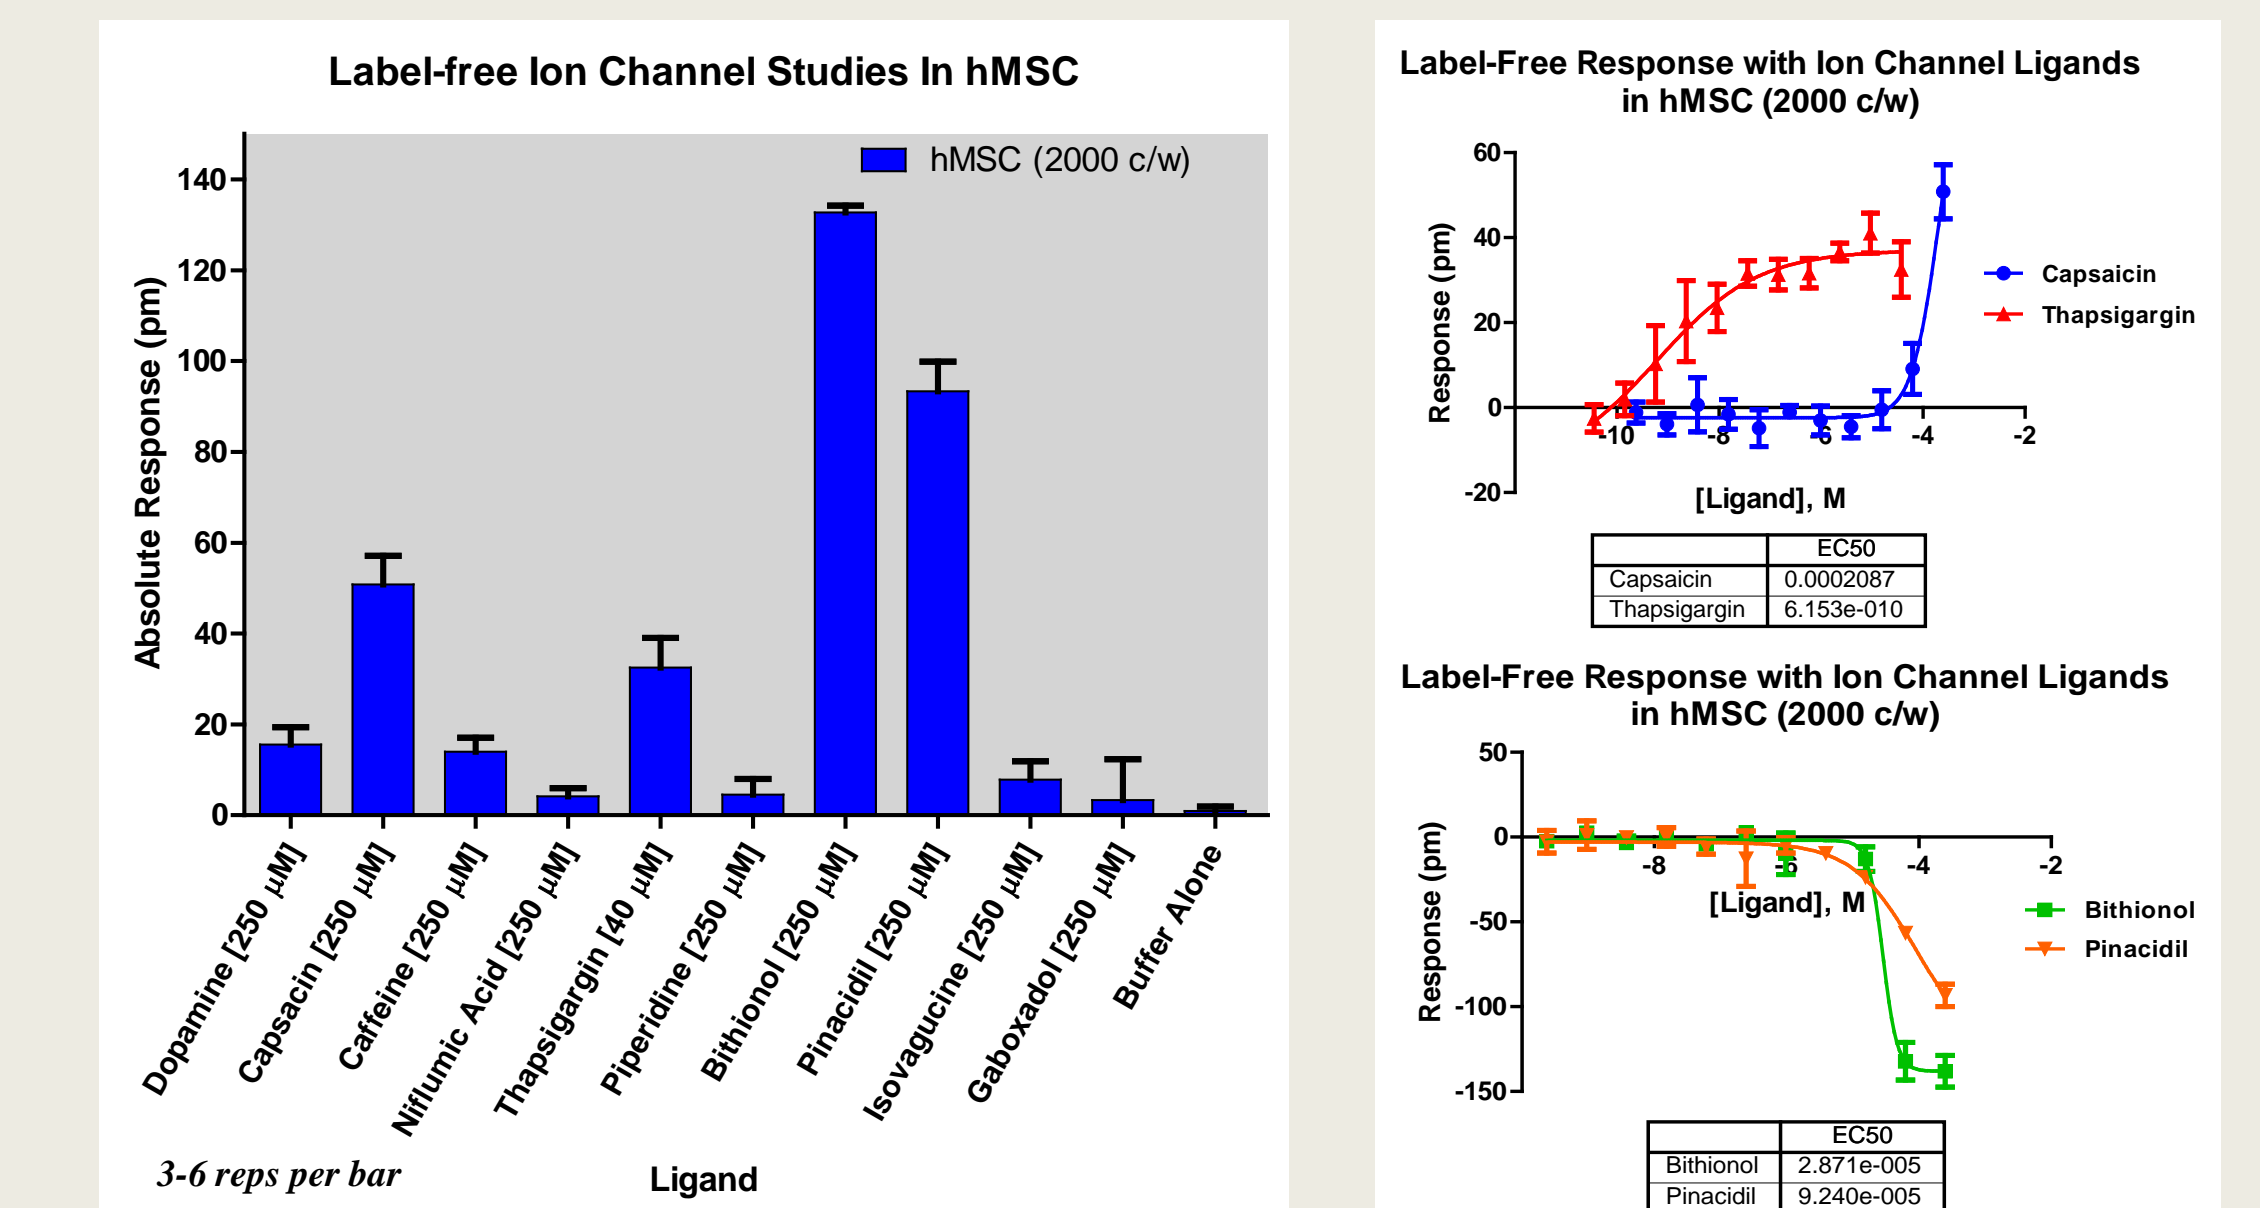 Label-free Ion Channel Studies In hMSC
hMSC (2000 c/w)
Absolute Response (pm)
140
120
100
80
60
40
20
0
Dopamine [250 µM]
Capsacin [250 µM]
Caffeine [250 µM]
Niflumic Acid [250 µM]
Thapsigargin [40 µM]
Piperidine [250 µM]
Bithionol [250 µM]
Pinacidil [250 µM]
Isovagucine [250 µM]
Gaboxadol [250 µM]
Buffer Alone
3-6 reps per bar
Ligand
Label-Free Response with Ion Channel Ligands
in hMSC (2000 c/w)
Response (pm)
60
40
20
0
-20
-10 -8 -6 -4 -2
[Ligand], M
Capsaicin
Thapsigargin
EC50
Capsaicin 0.0002087
Thapsigargin 6.153e-010
Label-Free Response with Ion Channel Ligands
in hMSC (2000 c/w)
Response (pm)
50
0
-50
-100
-150
-8 -6 -4 -2
[Ligand], M
Bithionol
Pinacidil
EC50
Bithionol 2.871e-005
Pinacidil 9.240e-005